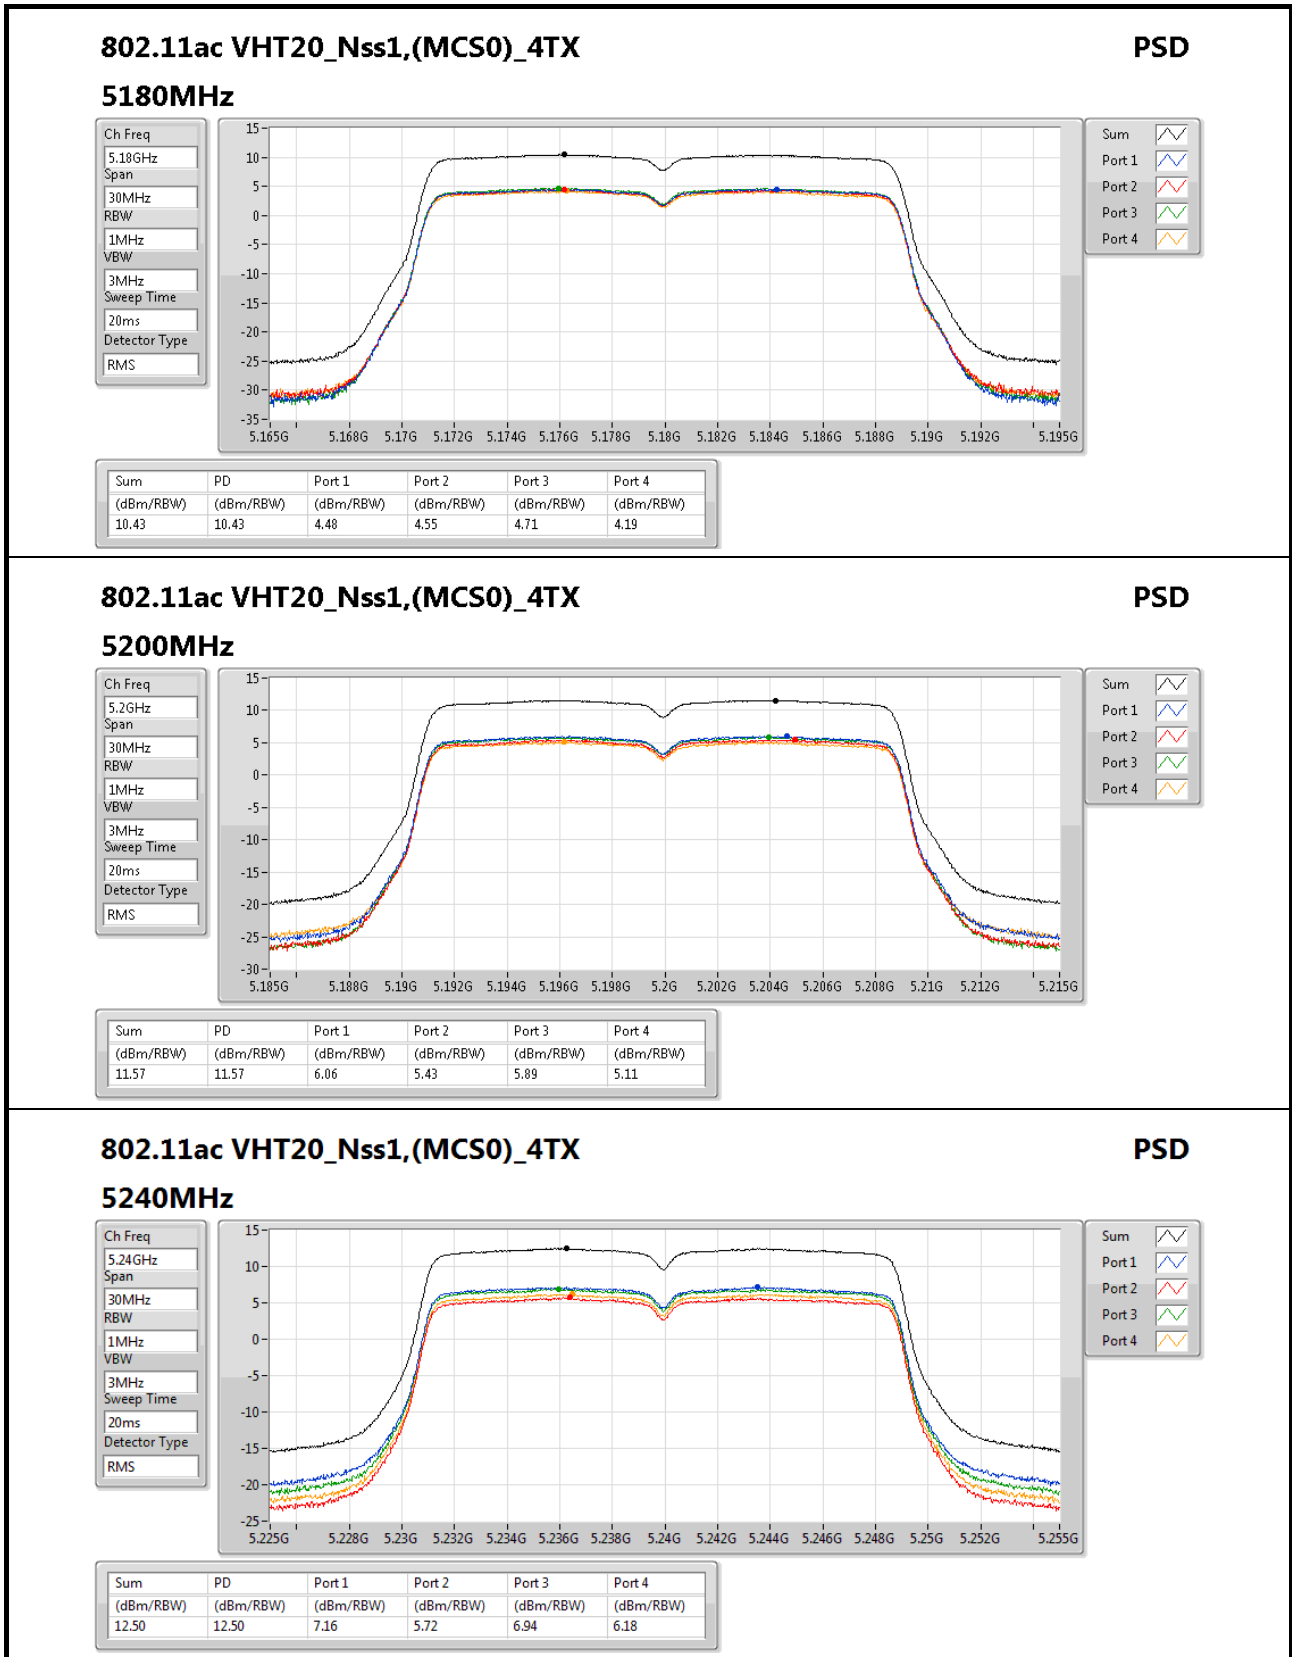 802.11ac VHT20_Nss1,(MCS0)_4TX PSD
5180MHz
Ch Freq
5.18GHz
Span
30MHz
RBW
1MHz
VBW
3MHz
Sweep Time
20ms
Detector Type
RMS
15
10
5
0
-5
-10
-15
-20
-25
-30
-35
5.165G 5.168G 5.17G 5.172G 5.174G 5.176G 5.178G 5.18G 5.182G 5.184G 5.186G 5.188G 5.19G 5.192G 5.195G
Sum
Port 1
Port 2
Port 3
Port 4
Sum PD Port 1 Port 2 Port 3 Port 4
(dBm/RBW) (dBm/RBW) (dBm/RBW) (dBm/RBW) (dBm/RBW) (dBm/RBW)
10.43 10.43 4.48 4.55 4.71 4.19
802.11ac VHT20_Nss1,(MCS0)_4TX PSD
5200MHz
Ch Freq
5.2GHz
Span
30MHz
RBW
1MHz
VBW
3MHz
Sweep Time
20ms
Detector Type
RMS
15
10
5
0
-5
-10
-15
-20
-25
-30
5.185G 5.188G 5.19G 5.192G 5.194G 5.196G 5.198G 5.2G 5.202G 5.204G 5.206G 5.208G 5.21G 5.212G 5.215G
Sum
Port 1
Port 2
Port 3
Port 4
Sum PD Port 1 Port 2 Port 3 Port 4
(dBm/RBW) (dBm/RBW) (dBm/RBW) (dBm/RBW) (dBm/RBW) (dBm/RBW)
11.57 11.57 6.06 5.43 5.89 5.11
802.11ac VHT20_Nss1,(MCS0)_4TX PSD
5240MHz
Ch Freq
5.24GHz
Span
30MHz
RBW
1MHz
VBW
3MHz
Sweep Time
20ms
Detector Type
RMS
15
10
5
0
-5
-10
-15
-20
-25
5.225G 5.228G 5.23G 5.232G 5.234G 5.236G 5.238G 5.24G 5.242G 5.244G 5.246G 5.248G 5.25G 5.252G 5.255G
Sum
Port 1
Port 2
Port 3
Port 4
Sum PD Port 1 Port 2 Port 3 Port 4
(dBm/RBW) (dBm/RBW) (dBm/RBW) (dBm/RBW) (dBm/RBW) (dBm/RBW)
12.50 12.50 7.16 5.72 6.94 6.18